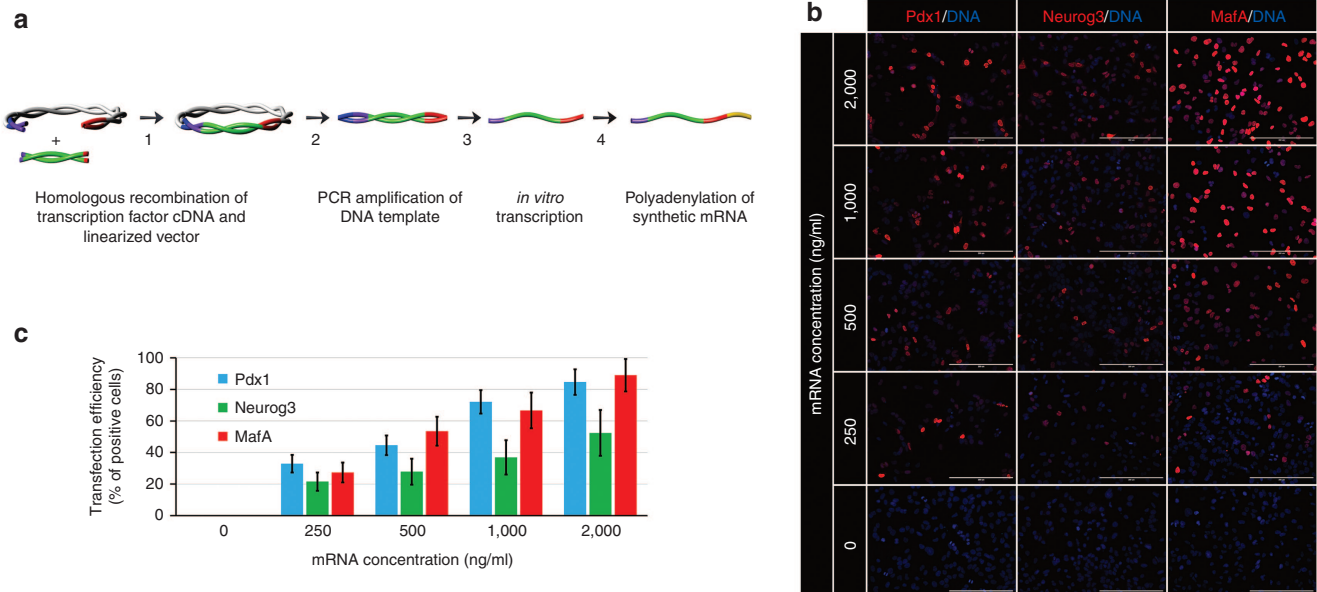 a
+
1
2
3
4
Homologous recombination of
transcription factor cDNA and
linearized vector
PCR amplification of
DNA template
in vitro
transcription
Polyadenylation of
synthetic mRNA
b
Pdx1/DNA
Neurog3/DNA
MafA/DNA
mRNA concentration (ng/ml)
2,000
1,000
500
250
0
c
Transfection efficiency
(% of positive cells)
100
80
60
40
20
0
Pdx1
Neurog3
MafA
0
250
500
1,000
2,000
mRNA concentration (ng/ml)